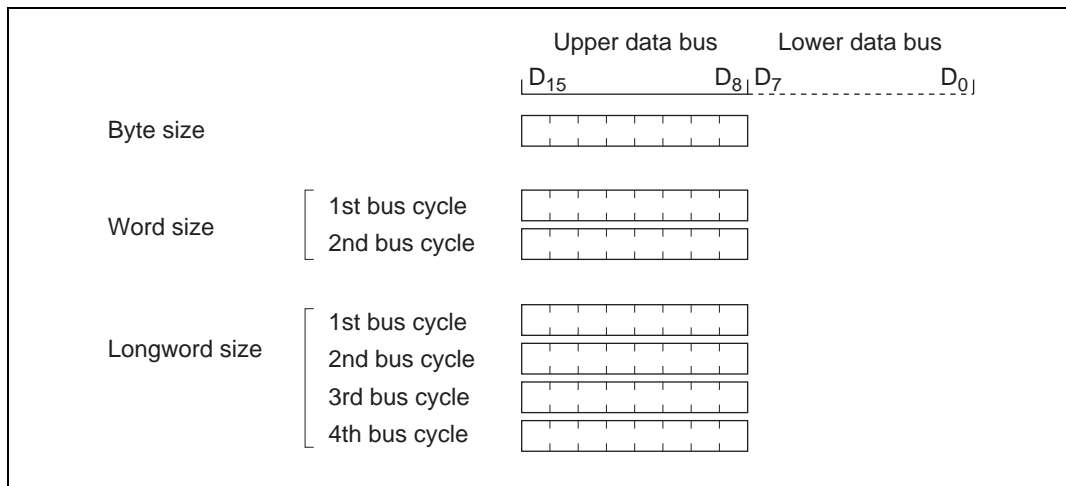 Upper data bus Lower data bus
D15 D8 D7 D0
Byte size
Word size
1st bus cycle
2nd bus cycle
Longword size
1st bus cycle
2nd bus cycle
3rd bus cycle
4th bus cycle